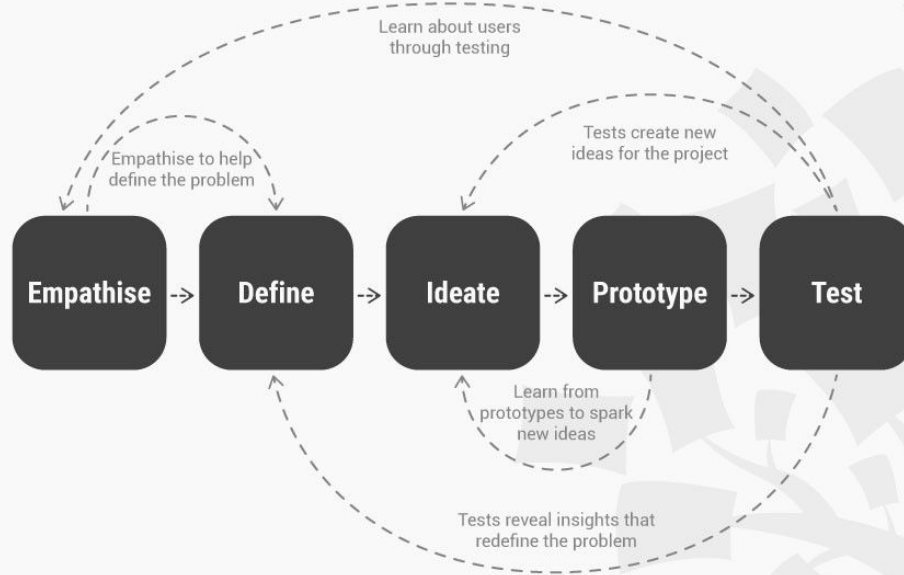 Learn about users
through testing
Tests create new
ideas for the project
Empathise to help
define the problem
Empathise
Define
Ideate
Prototype
Test
Learn from
prototypes to spark
new ideas
Tests reveal insights that
redefine the problem